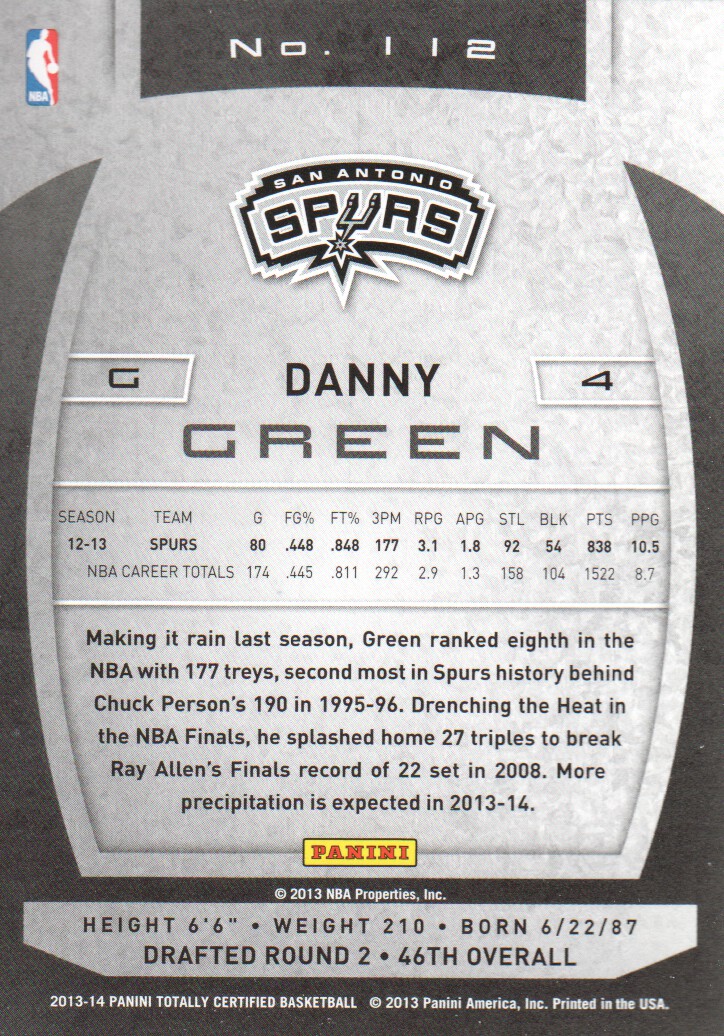 No. 112
NBA
SAN ANTONIO
SPURS
G
DANNY
4
GREEN
SEASON TEAM G FG% FT% 3PM RPG APG STL BLK PTS PPG
12-13 SPURS 80 .448 .848 177 3.1 1.8 92 54 838 10.5
NBA CAREER TOTALS 174 .445 .811 292 2.9 1.3 158 104 1522 8.7
Making it rain last season, Green ranked eighth in the
NBA with 177 treys, second most in Spurs history behind
Chuck Person's 190 in 1995-96. Drenching the Heat in
the NBA Finals, he splashed home 27 triples to break
Ray Allen's Finals record of 22 set in 2008. More
precipitation is expected in 2013-14.
PANINI
© 2013 NBA Properties, Inc.
HEIGHT 6'6" • WEIGHT 210 • BORN 6/22/87
DRAFTED ROUND 2 • 46TH OVERALL
2013-14 PANINI TOTALLY CERTIFIED BASKETBALL © 2013 Panini America, Inc. Printed in the USA.